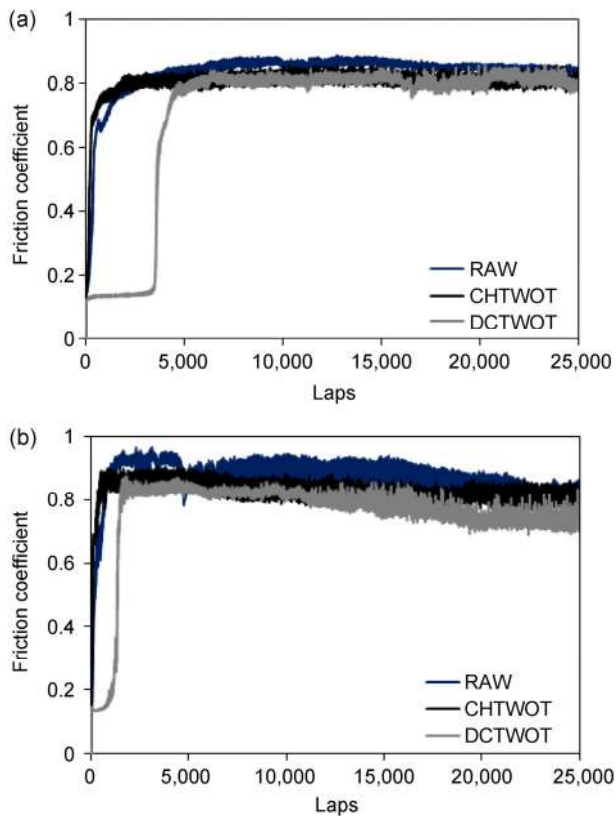 (a)
1
0.8
0.6
0.4
0.2
0
Friction coefficient
RAW
CHTWOT
DCTWOT
0 5,000 10,000 15,000 20,000 25,000
Laps
(b)
1
0.8
0.6
0.4
0.2
0
Friction coefficient
RAW
CHTWOT
DCTWOT
0 5,000 10,000 15,000 20,000 25,000
Laps